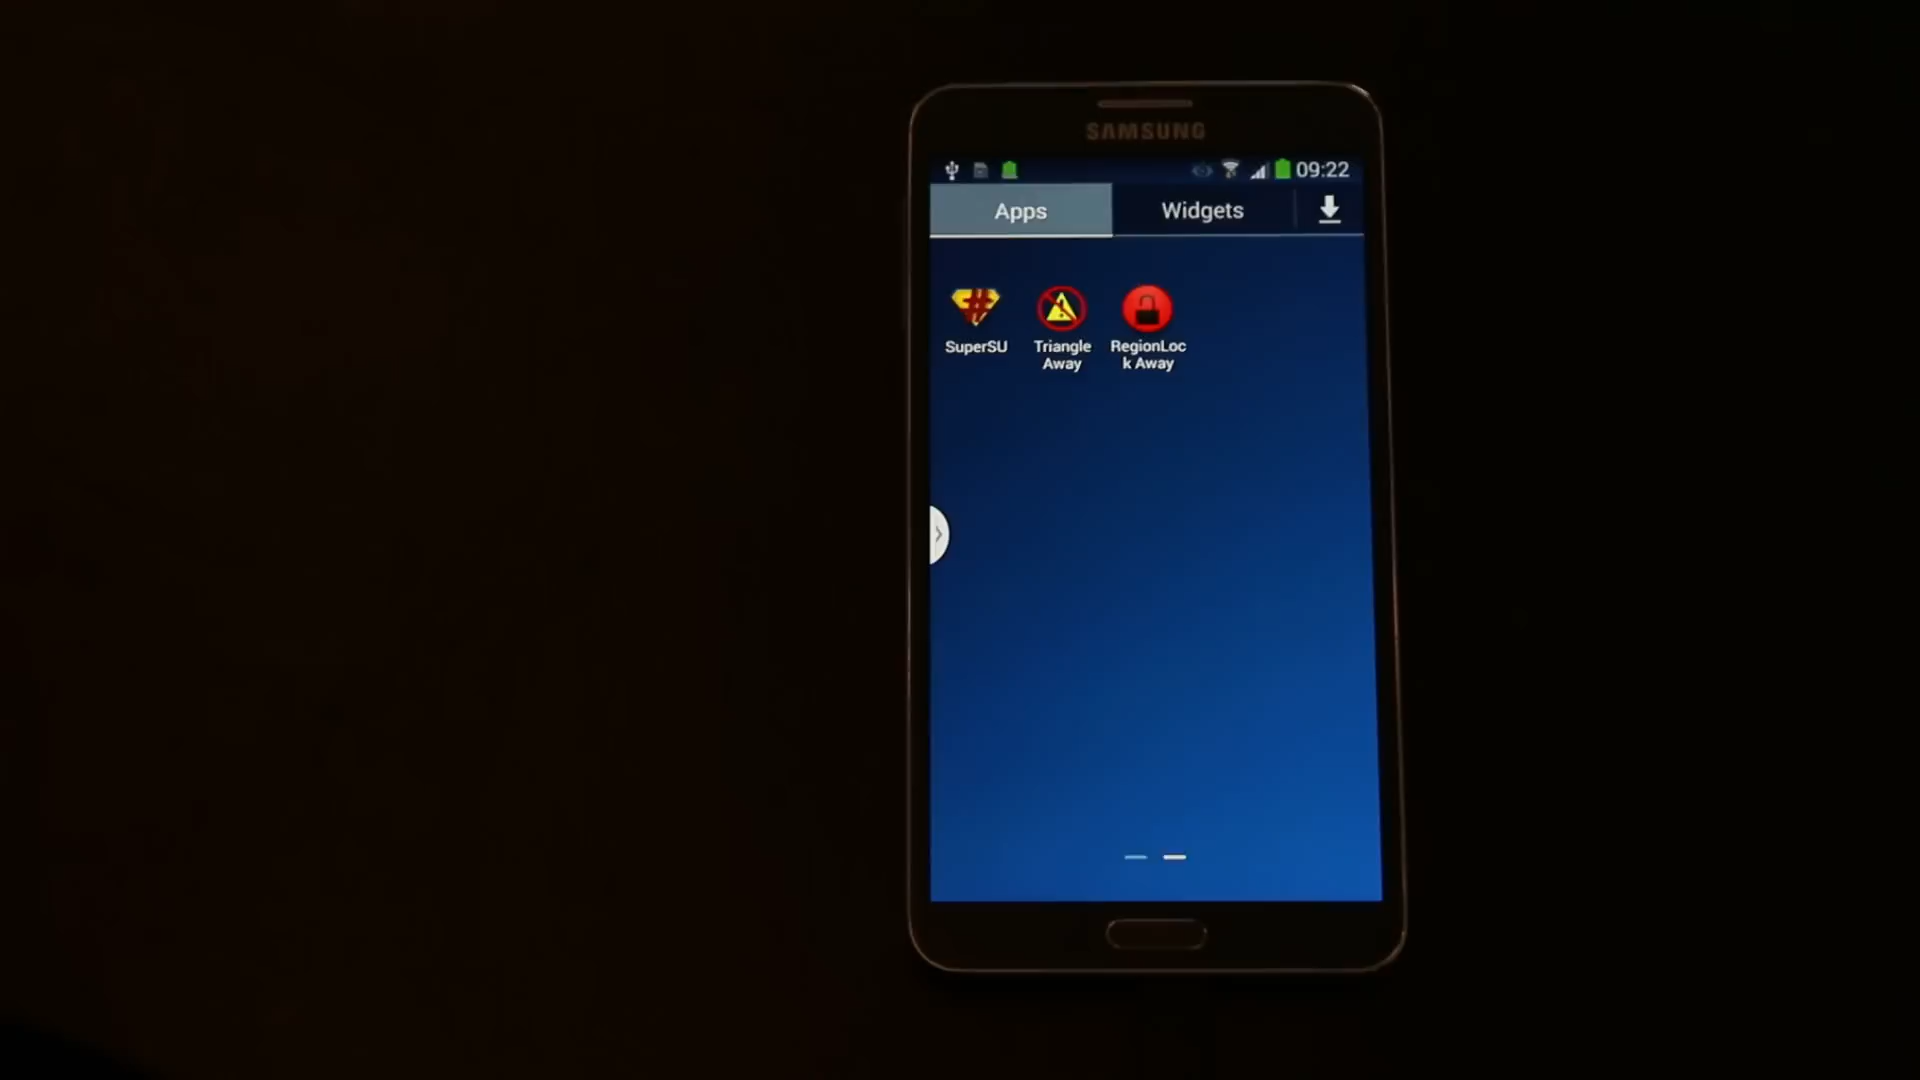 SAMSUNG
09:22
Apps
Widgets
SuperSU
Triangle
Away
RegionLoc
k Away